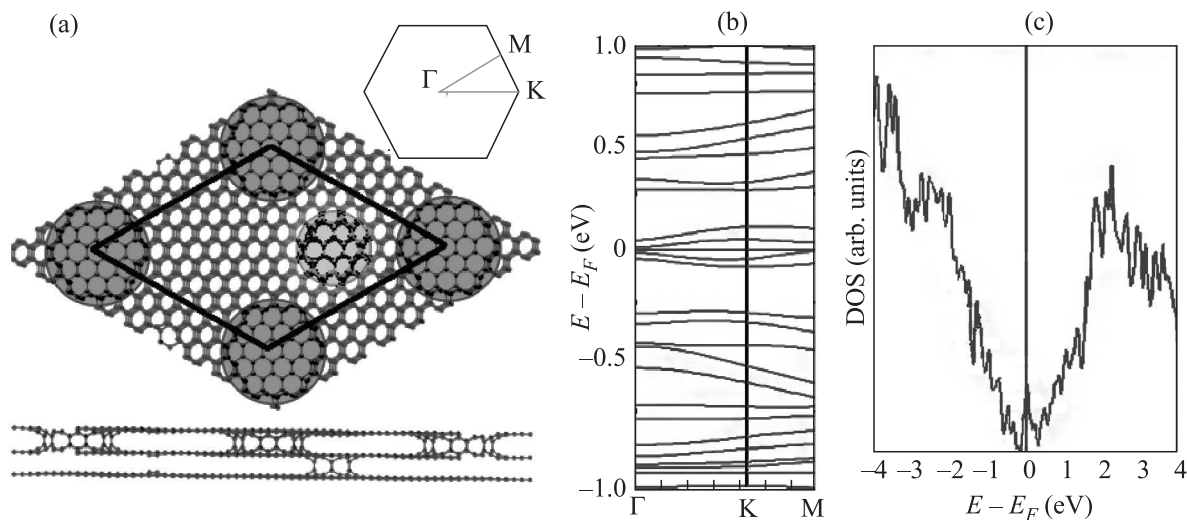 (a)
M
Γ
K
(b)
1.0
0.5
0
–0.5
–1.0
E – E_F (eV)
Γ
K
M
(c)
DOS (arb. units)
–4
–3
–2
–1
0
1
2
3
4
E – E_F (eV)